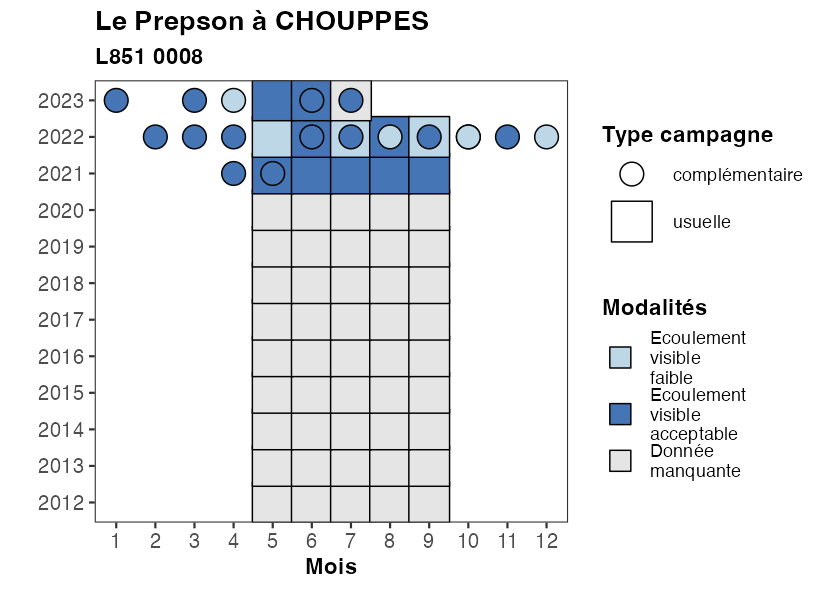 Le Prepson à CHOUPPES
L851 0008
2023
2022
2021
2020
2019
2018
2017
2016
2015
2014
2013
2012
1 2 3 4 5 6 7 8 9 10 11 12
Mois
Type campagne
complémentaire
usuelle
Modalités
Ecoulement
visible
faible
Ecoulement
visible
acceptable
Donnée
manquante